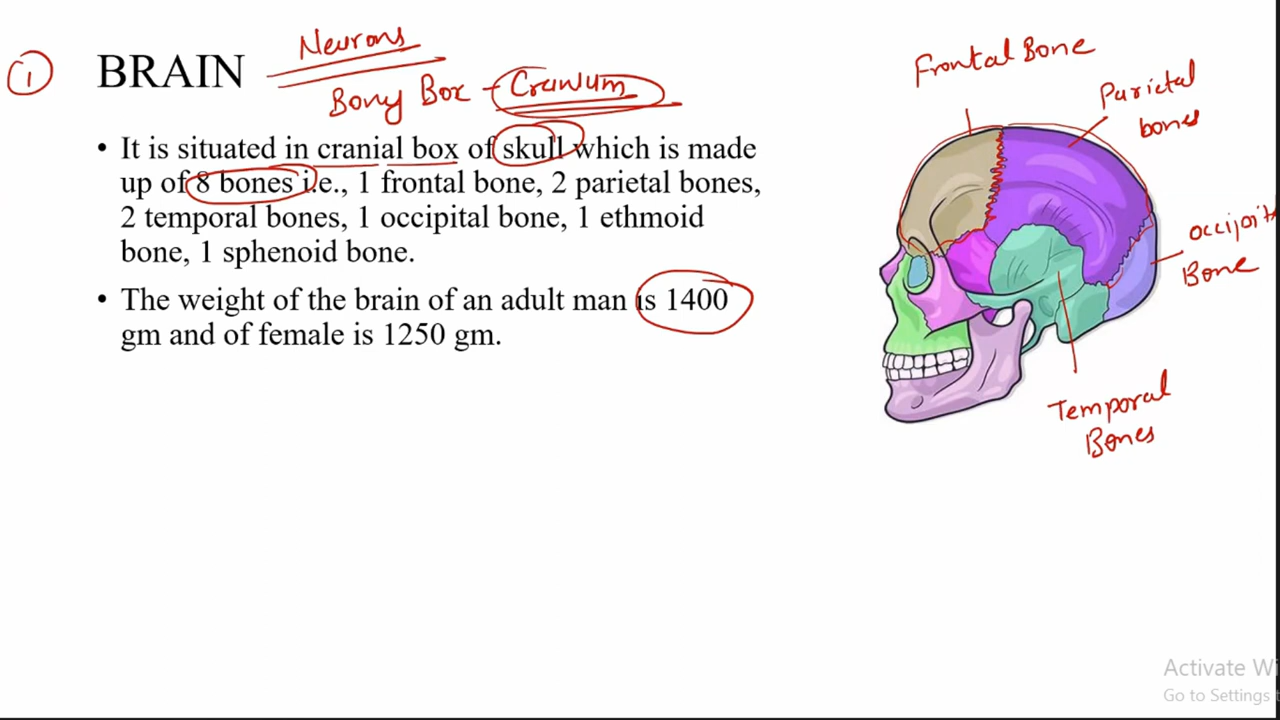 1
BRAIN
Neurons
Bony Box - Cranium
• It is situated in cranial box of skull which is made
up of 8 bones i.e., 1 frontal bone, 2 parietal bones,
2 temporal bones, 1 occipital bone, 1 ethmoid
bone, 1 sphenoid bone.
• The weight of the brain of an adult man is 1400
gm and of female is 1250 gm.
Frontal Bone
Parietal
bones
Occipit
Bone
Temporal
Bones
Activate Wi
Go to Settings t